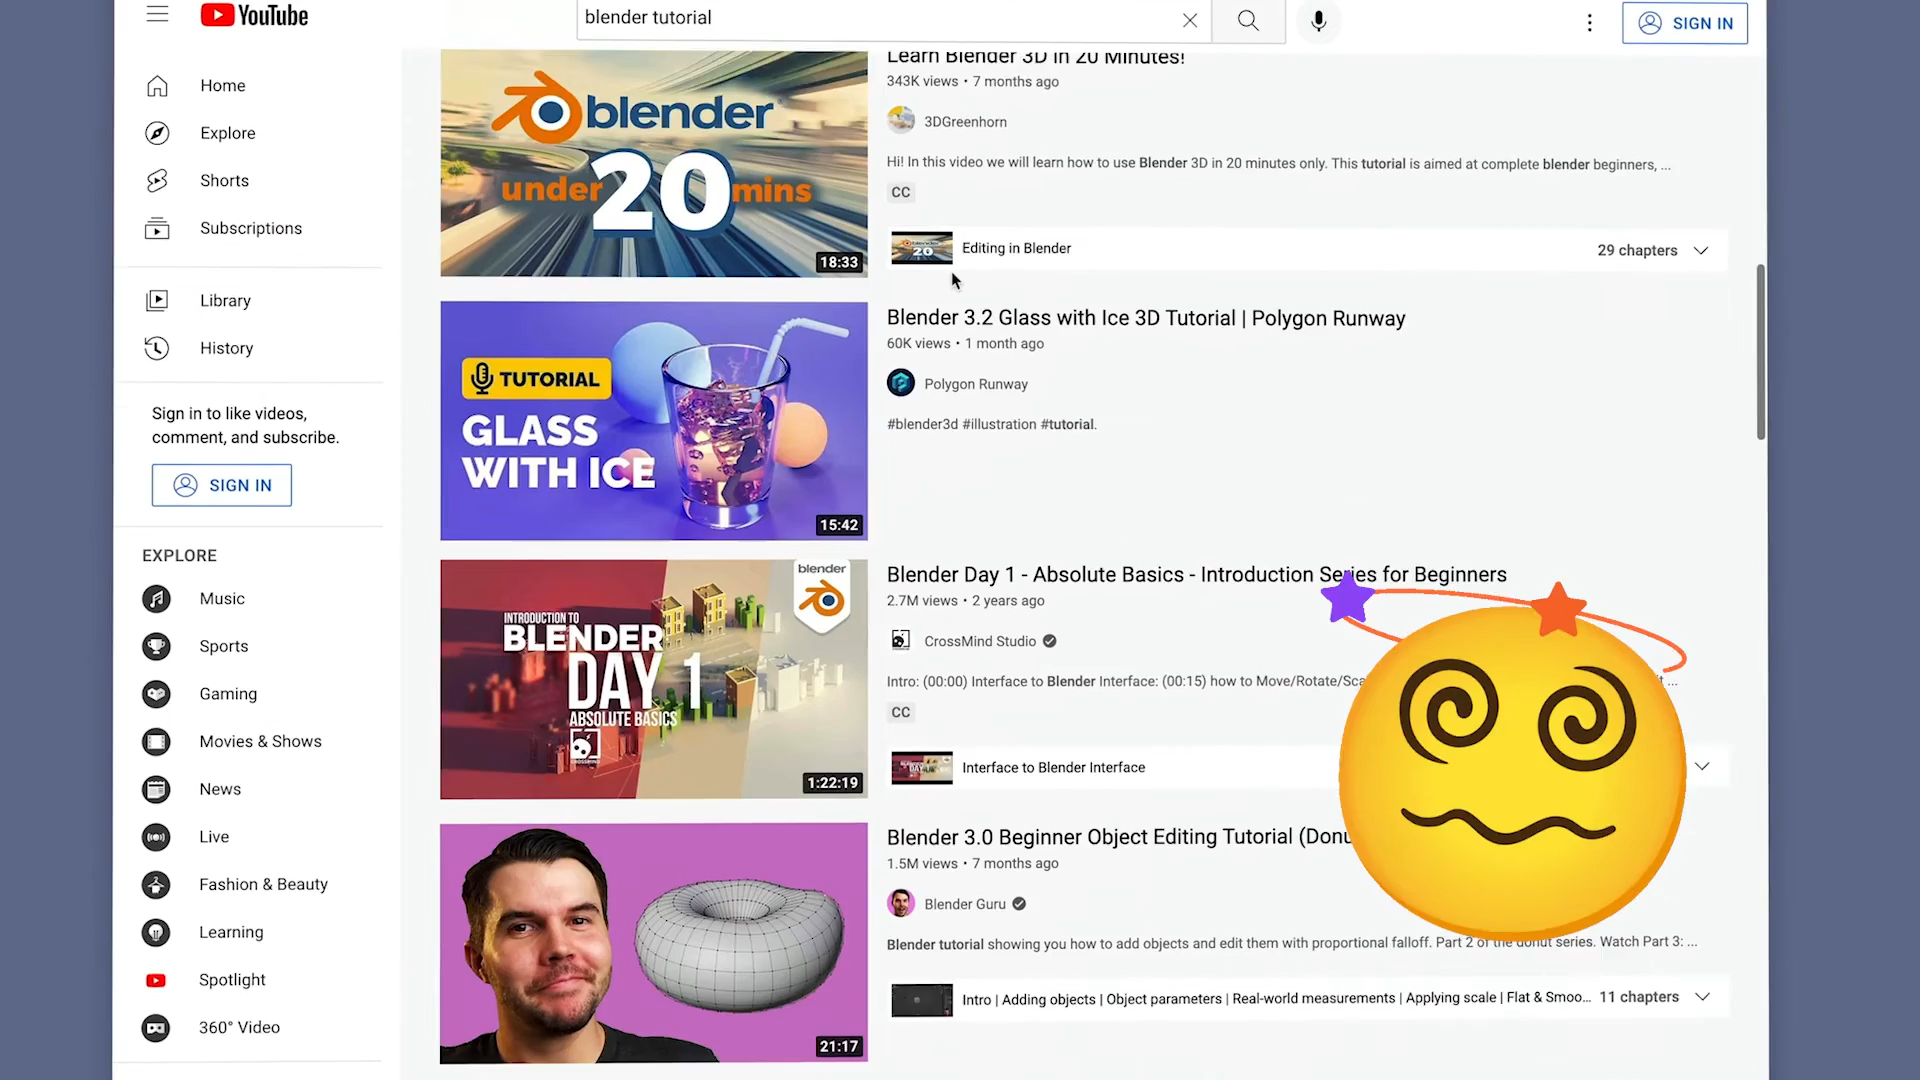 YouTube
blender tutorial
SIGN IN
Home
Explore
Shorts
Subscriptions
Library
History
Sign in to like videos,
comment, and subscribe.
SIGN IN
EXPLORE
Music
Sports
Gaming
Movies & Shows
News
Live
Fashion & Beauty
Learning
Spotlight
360° Video
blender
under 20 mins
18:33
Learn Blender 3D in 20 Minutes!
343K views • 7 months ago
3DGreenhorn
Hi! In this video we will learn how to use Blender 3D in 20 minutes only. This tutorial is aimed at complete blender beginners, ...
CC
Editing in Blender
29 chapters
TUTORIAL
GLASS
WITH ICE
15:42
Blender 3.2 Glass with Ice 3D Tutorial | Polygon Runway
60K views • 1 month ago
Polygon Runway
#blender3d #illustration #tutorial.
blender
INTRODUCTION TO
BLENDER
DAY 1
ABSOLUTE BASICS
CROSSMIND
1:22:19
Blender Day 1 - Absolute Basics - Introduction Series for Beginners
2.7M views • 2 years ago
CrossMind Studio
Intro: (00:00) Interface to Blender Interface: (00:15) how to Move/Rotate/
CC
Interface to Blender Interface
21:17
Blender 3.0 Beginner Object Editing Tutorial
1.5M views • 7 months ago
Blender Guru
Blender tutorial showing you how to add objects and edit them with proportional falloff. Part 2 of the donut series. Watch Part 3: ...
Intro | Adding objects | Object parameters | Real-world measurements | Applying scale | Flat & Smoo... 11 chapters